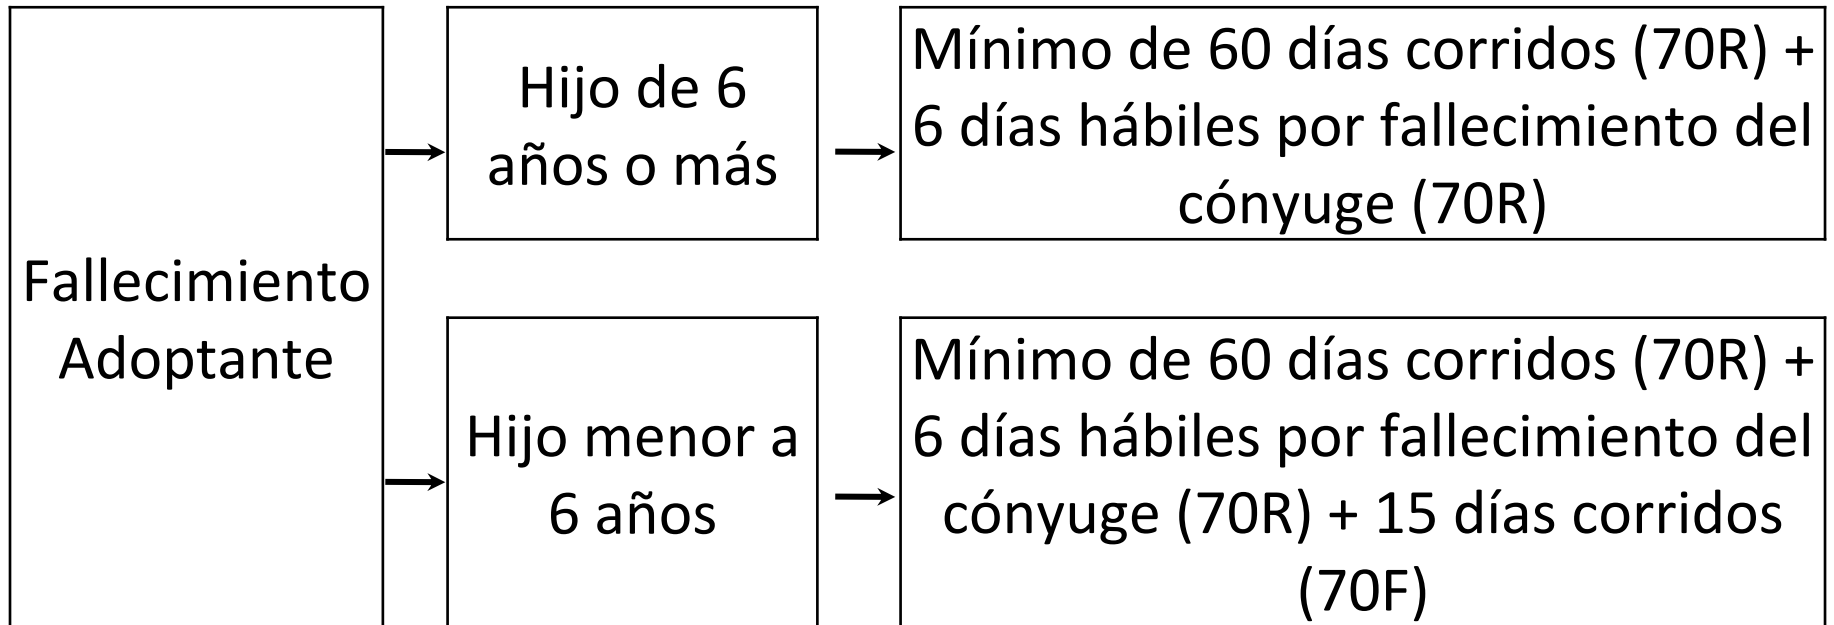 Fallecimiento
Adoptante
Hijo de 6
años o más
Mínimo de 60 días corridos (70R) +
6 días hábiles por fallecimiento del
cónyuge (70R)
Hijo menor a
6 años
Mínimo de 60 días corridos (70R) +
6 días hábiles por fallecimiento del
cónyuge (70R) + 15 días corridos
(70F)